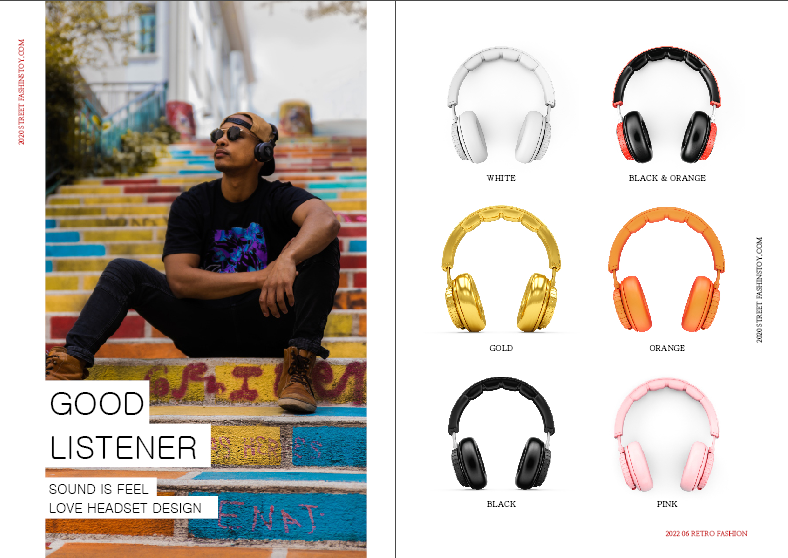 2020 STREET FASHINSTOY.COM
GOOD
LISTENER
SOUND IS FEEL
LOVE HEADSET DESIGN
WHITE
BLACK & ORANGE
GOLD
ORANGE
BLACK
PINK
2020 STREET FASHINSTOY.COM
2022 06 RETRO FASHION